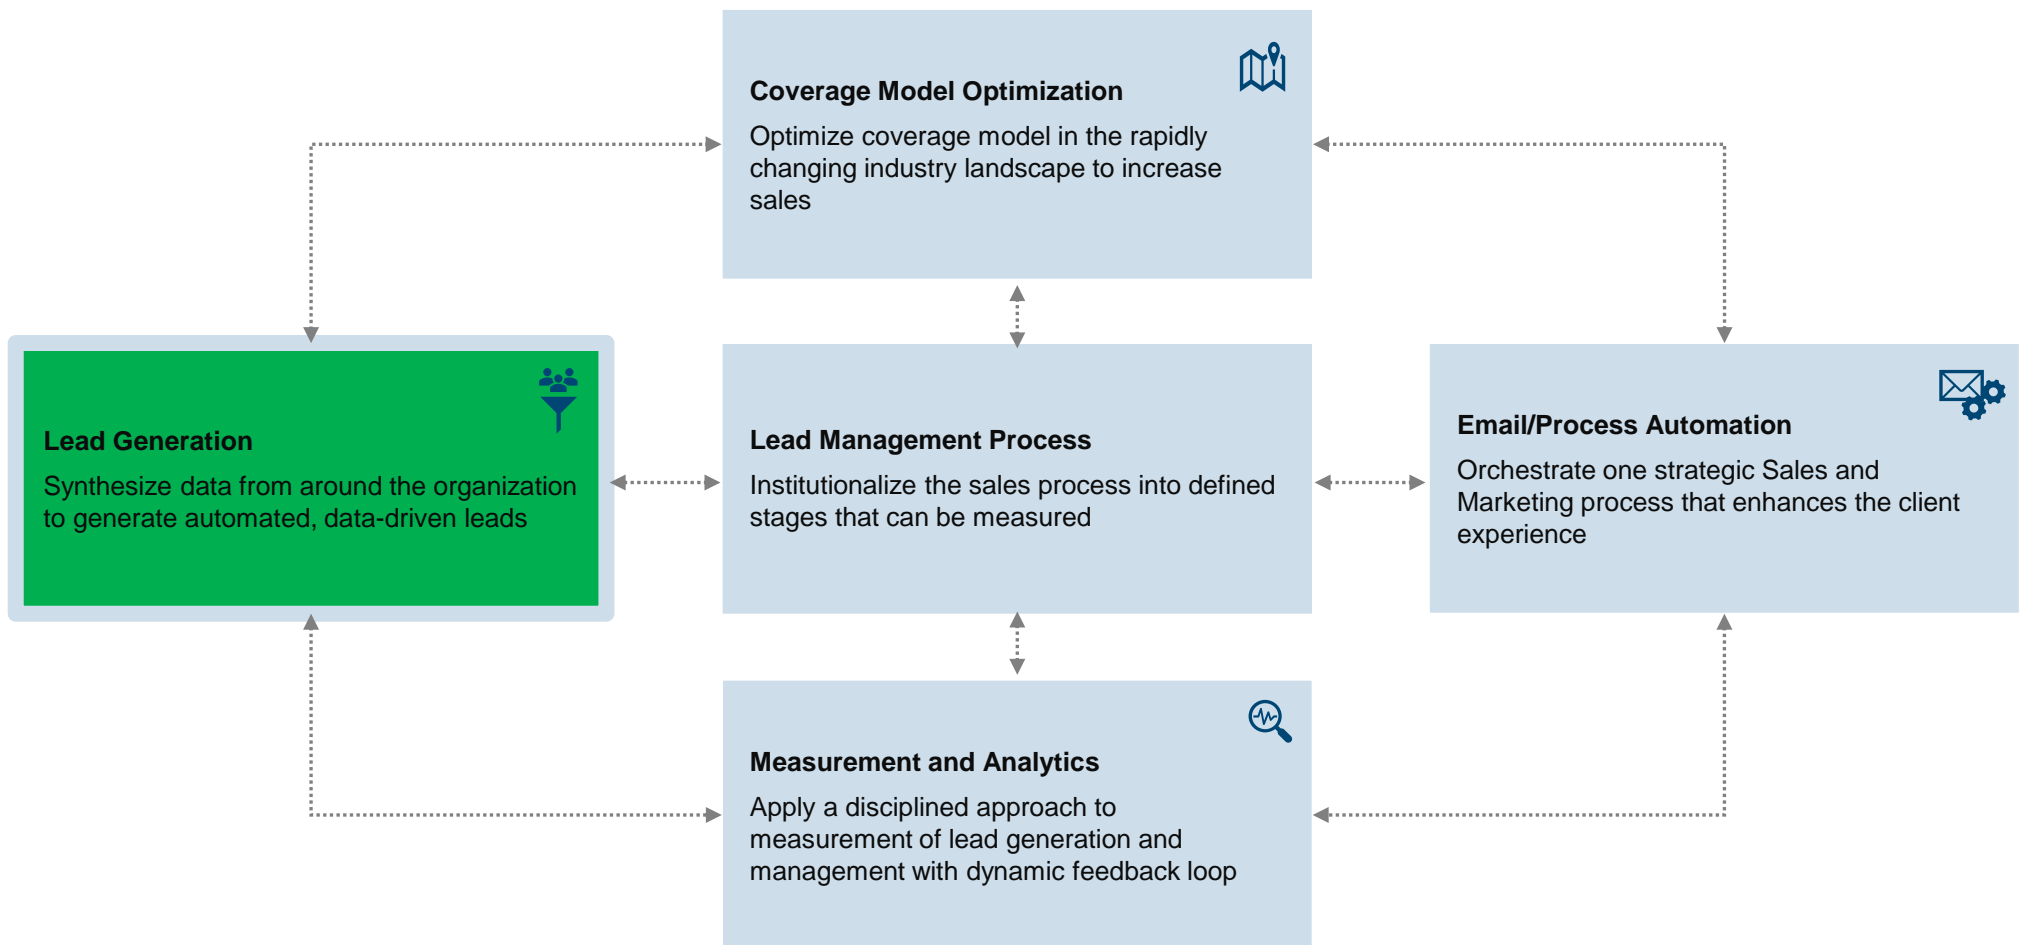 Coverage Model Optimization
Optimize coverage model in the rapidly
changing industry landscape to increase
sales
Lead Generation
Synthesize data from around the organization
to generate automated, data-driven leads
Lead Management Process
Institutionalize the sales process into defined
stages that can be measured
Email/Process Automation
Orchestrate one strategic Sales and
Marketing process that enhances the client
experience
Measurement and Analytics
Apply a disciplined approach to
measurement of lead generation and
management with dynamic feedback loop